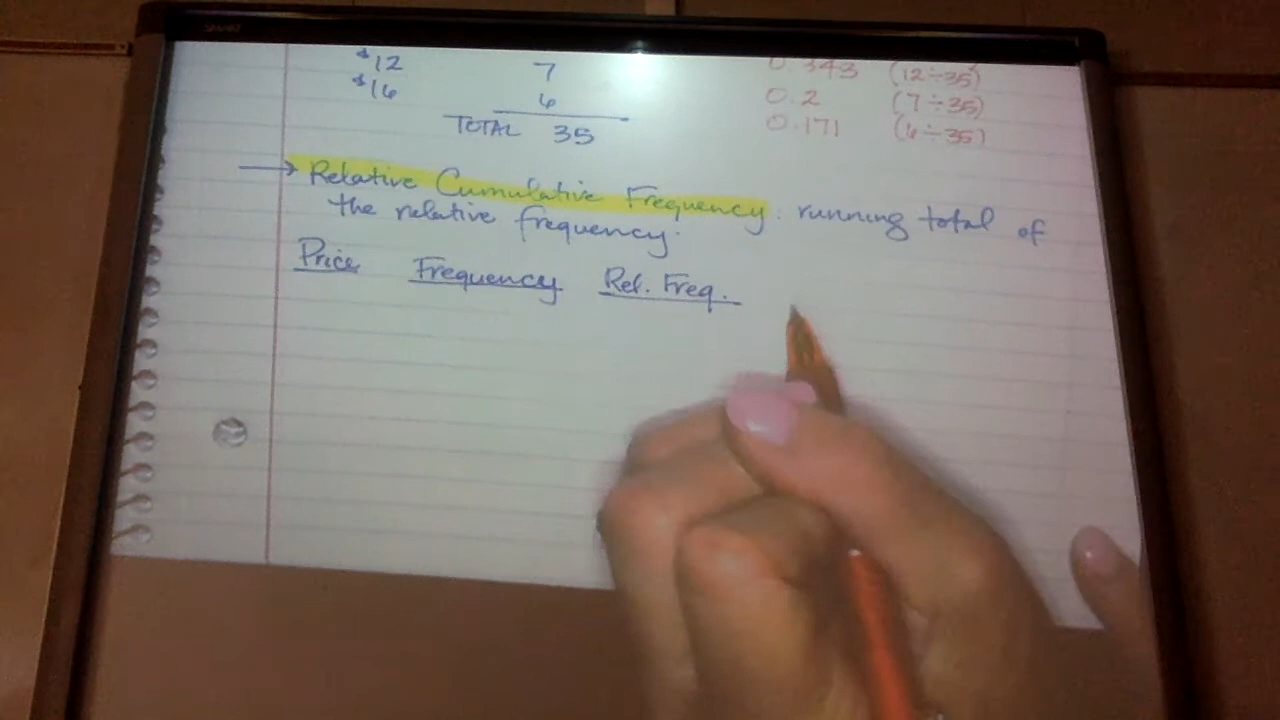 SMART
0.343 (12÷35)
$12 7 0.2 (7÷35)
$16 6 0.171 (6÷35)
TOTAL 35
→ Relative Cumulative Frequency: running total of
the relative frequency.
Price Frequency Rel. Freq.